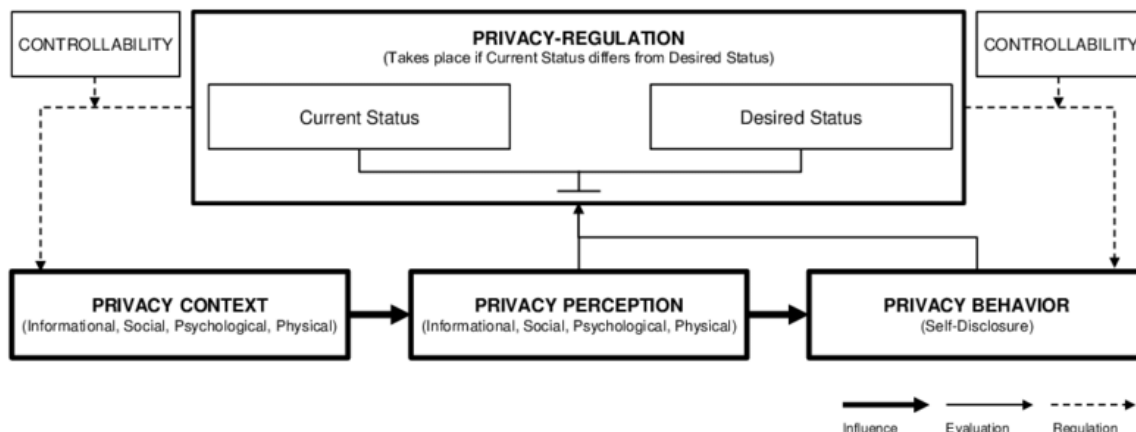 CONTROLLABILITY
PRIVACY-REGULATION
(Takes place if Current Status differs from Desired Status)
CONTROLLABILITY
Current Status
Desired Status
PRIVACY CONTEXT
(Informational, Social, Psychological, Physical)
PRIVACY PERCEPTION
(Informational, Social, Psychological, Physical)
PRIVACY BEHAVIOR
(Self-Disclosure)
Influence
Evaluation
Regulation